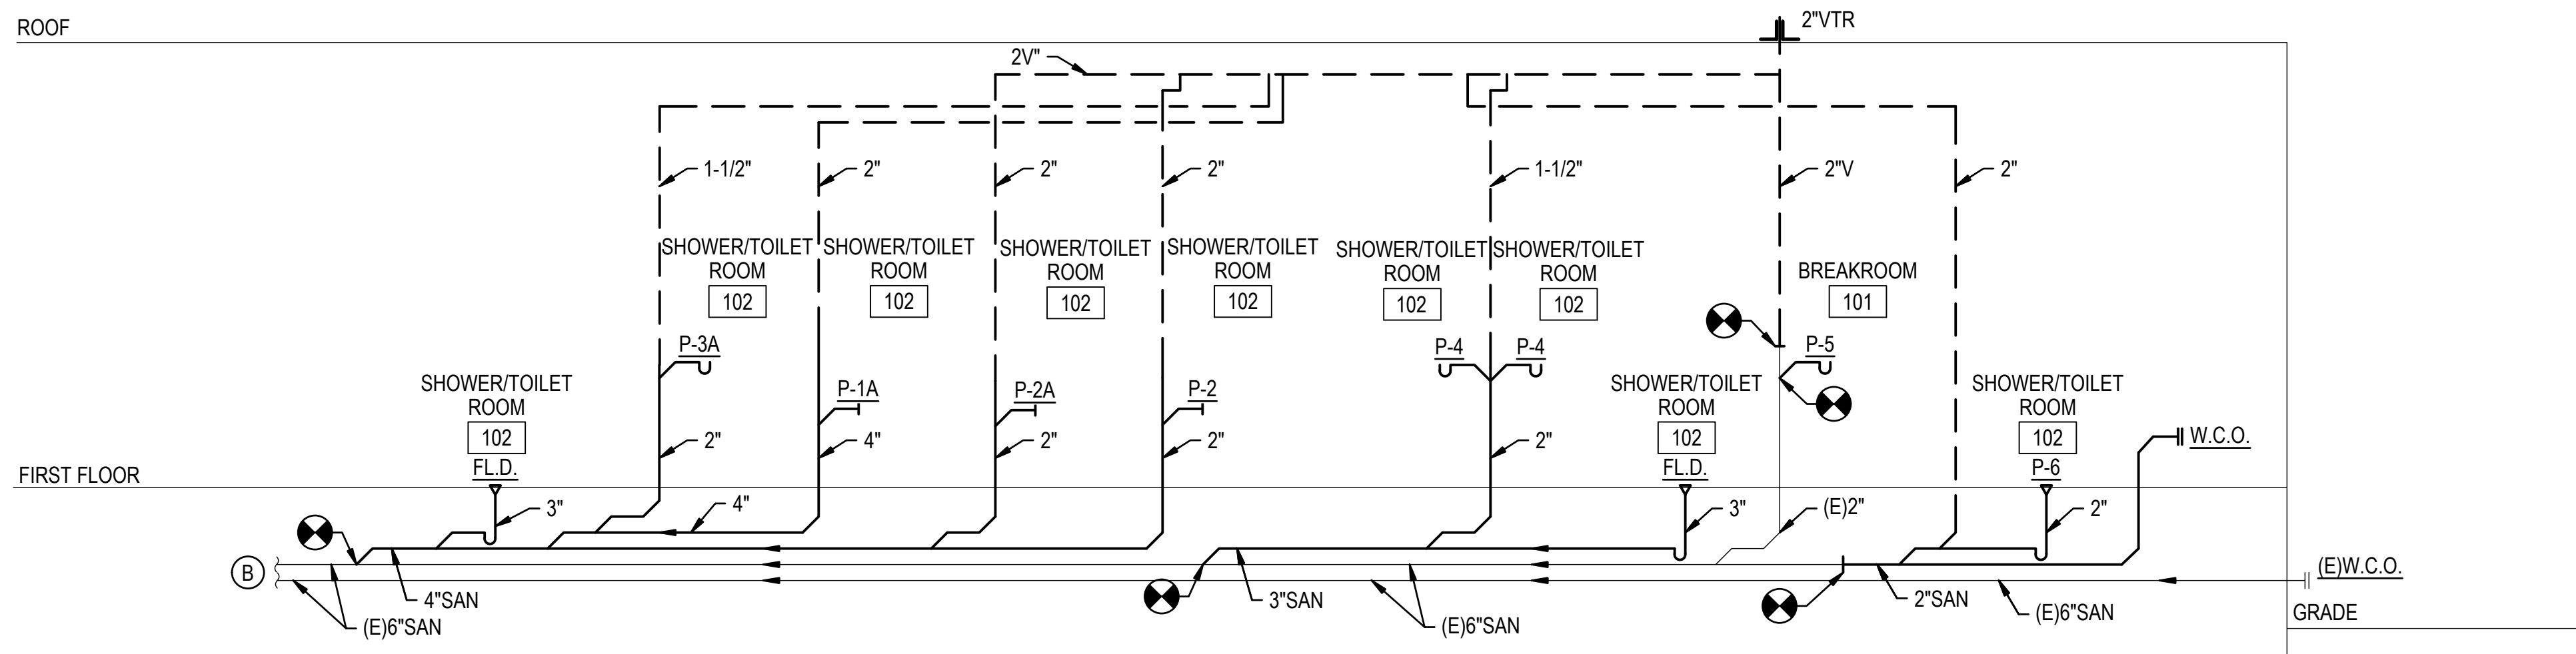 ROOF
2"VTR
2V"
1-1/2"
2"
2"
2"
1-1/2"
2"V
2"
SHOWER/TOILET
ROOM
102
SHOWER/TOILET
ROOM
102
SHOWER/TOILET
ROOM
102
SHOWER/TOILET
ROOM
102
SHOWER/TOILET
ROOM
102
SHOWER/TOILET
ROOM
102
BREAKROOM
101
P-3A
P-4
P-4
P-5
SHOWER/TOILET
ROOM
102
FL.D.
P-1A
P-2A
P-2
SHOWER/TOILET
ROOM
102
FL.D.
SHOWER/TOILET
ROOM
102
P-6
2"
4"
2"
2"
2"
W.C.O.
FIRST FLOOR
3"
4"
3"
(E)2"
2"
B
(E)W.C.O.
4"SAN
3"SAN
2"SAN
(E)6"SAN
(E)6"SAN
(E)6"SAN
GRADE